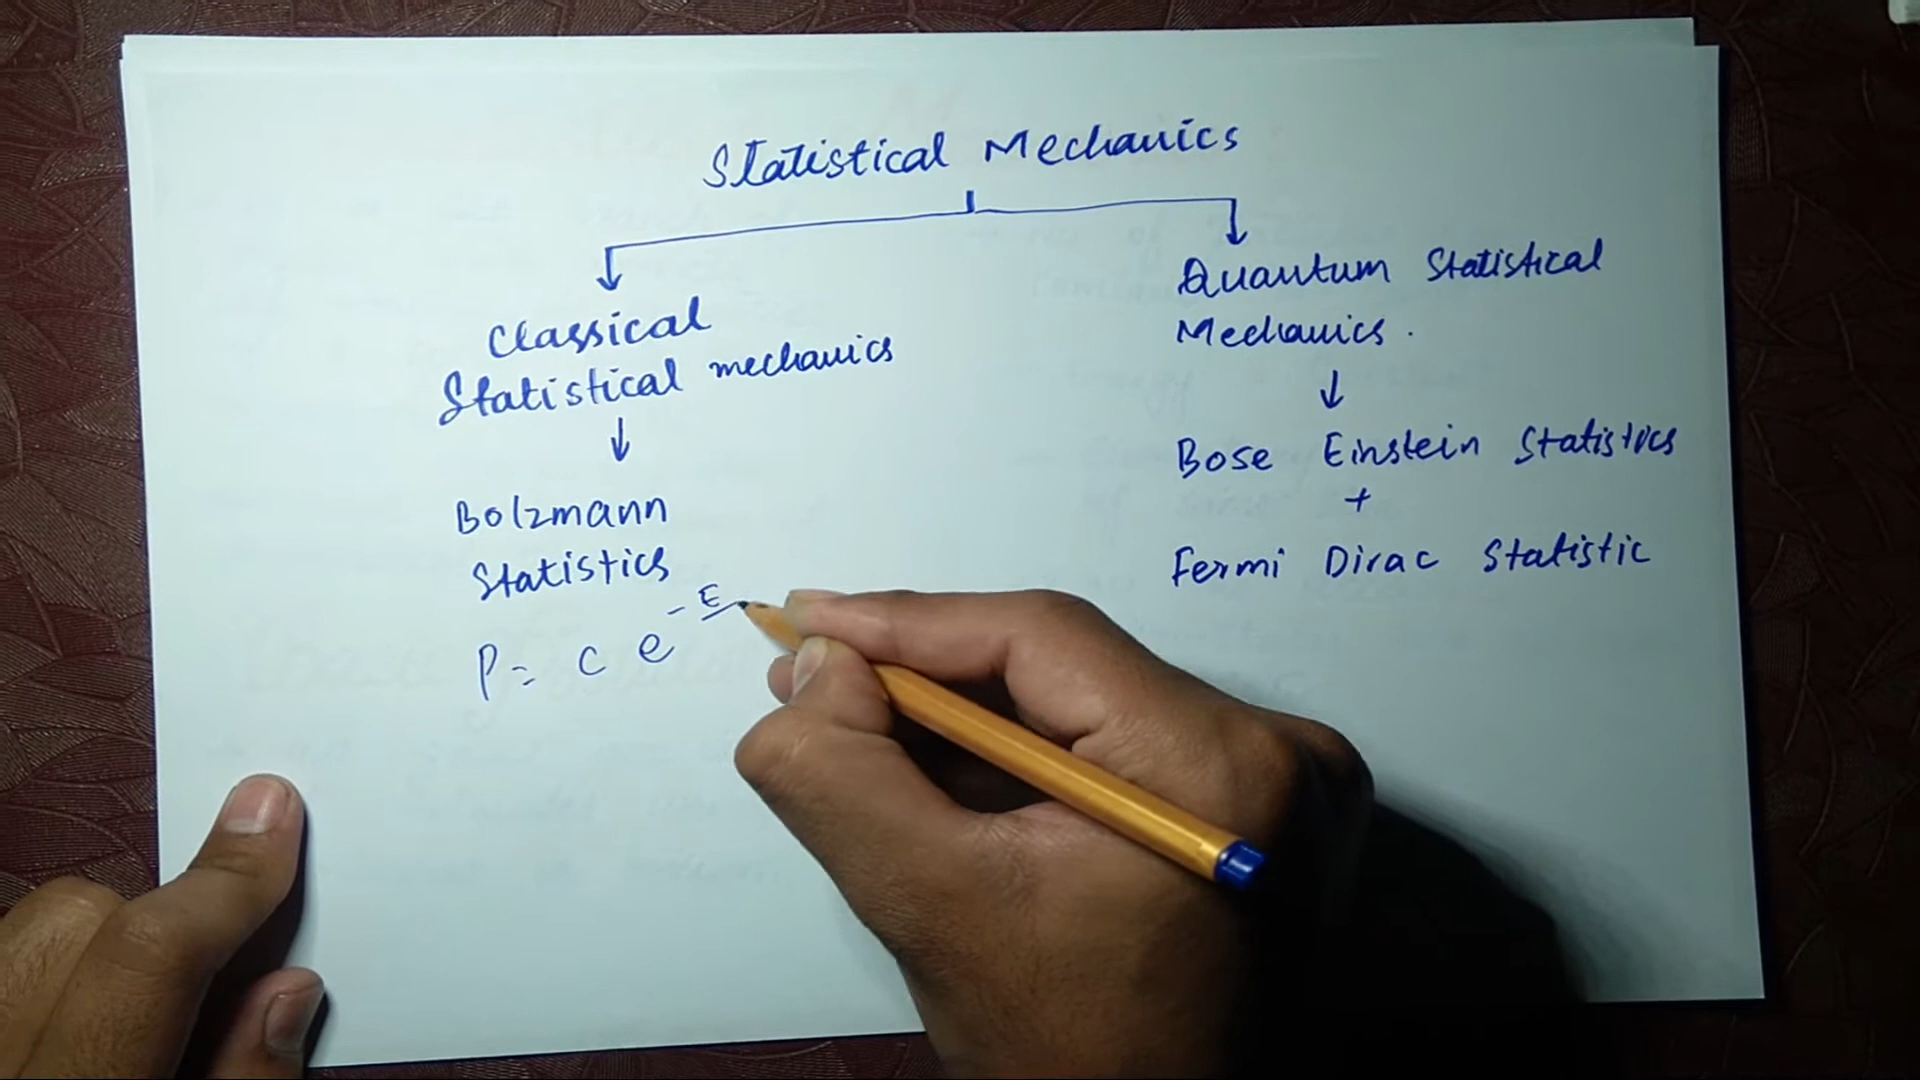 Statistical Mechanics
Classical
Statistical mechanics
Bolzmann
Statistics
P = c e^-E
Quantum Statistical
Mechanics.
Bose Einstein Statistics
+
Fermi Dirac Statistic